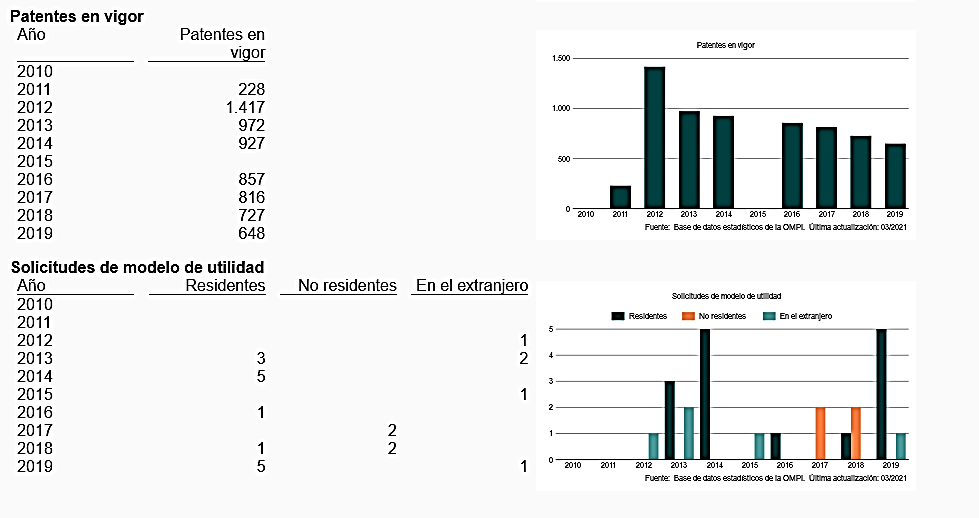 Patentes en vigor
Año Patentes en
vigor
2010
2011 228
2012 1.417
2013 972
2014 927
2015
2016 857
2017 816
2018 727
2019 648
Patentes en vigor
1.500
1.000
500
0
2010 2011 2012 2013 2014 2015 2016 2017 2018 2019
Fuente: Base de datos estadísticos de la OMPI. Última actualización: 03/2021
Solicitudes de modelo de utilidad
Año Residentes No residentes En el extranjero
2010
2011
2012 1
2013 3 2
2014 5
2015 1
2016 1
2017 2
2018 1 2
2019 5 1
Solicitudes de modelo de utilidad
Residentes No residentes En el extranjero
5
4
3
2
1
0
2010 2011 2012 2013 2014 2015 2016 2017 2018 2019
Fuente: Base de datos estadísticos de la OMPI. Última actualización: 03/2021